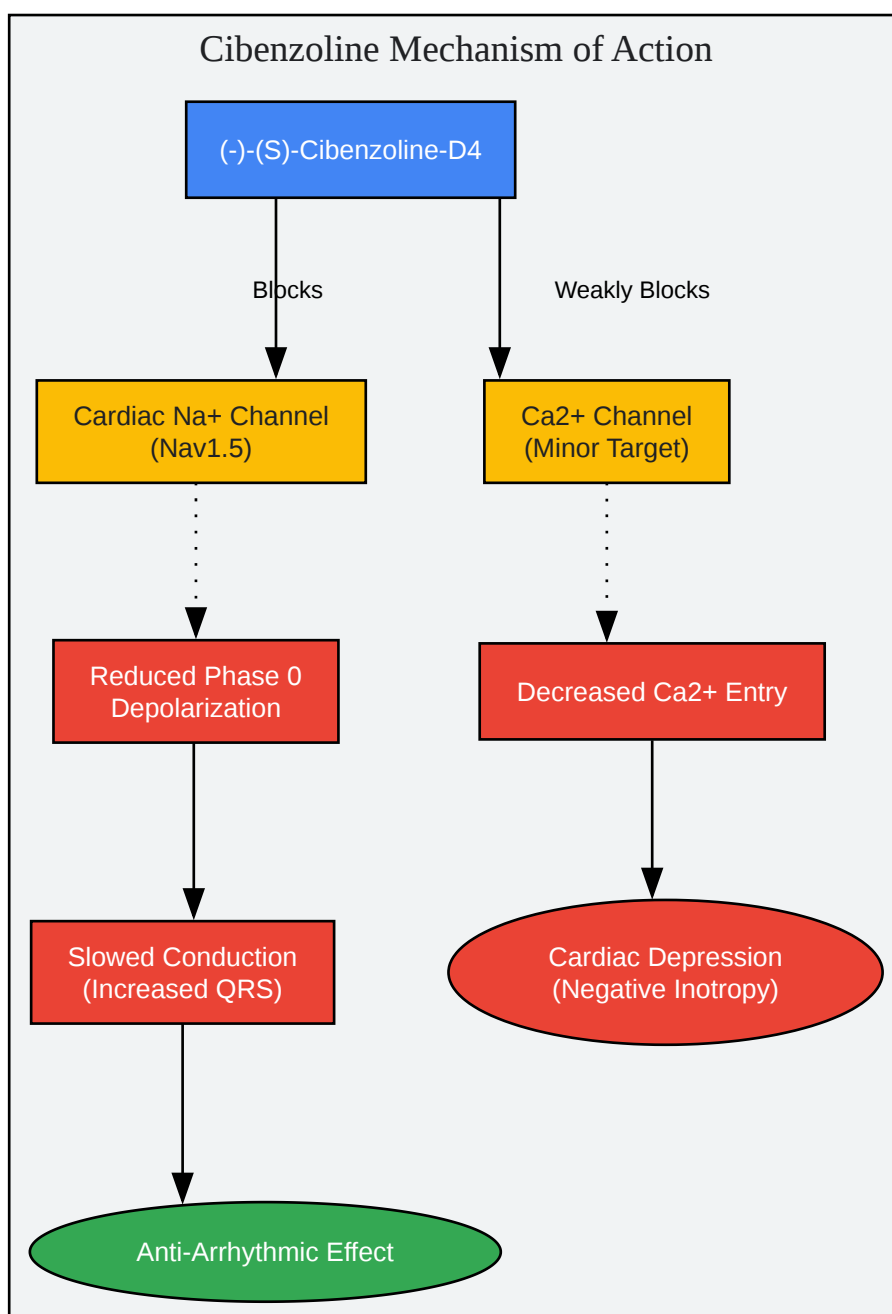 Cibenzoline Mechanism of Action
(-)-(S)-Cibenzoline-D4
Blocks
Weakly Blocks
Cardiac Na+ Channel
(Nav1.5)
Ca2+ Channel
(Minor Target)
Reduced Phase 0
Depolarization
Decreased Ca2+ Entry
Slowed Conduction
(Increased QRS)
Cardiac Depression
(Negative Inotropy)
Anti-Arrhythmic Effect